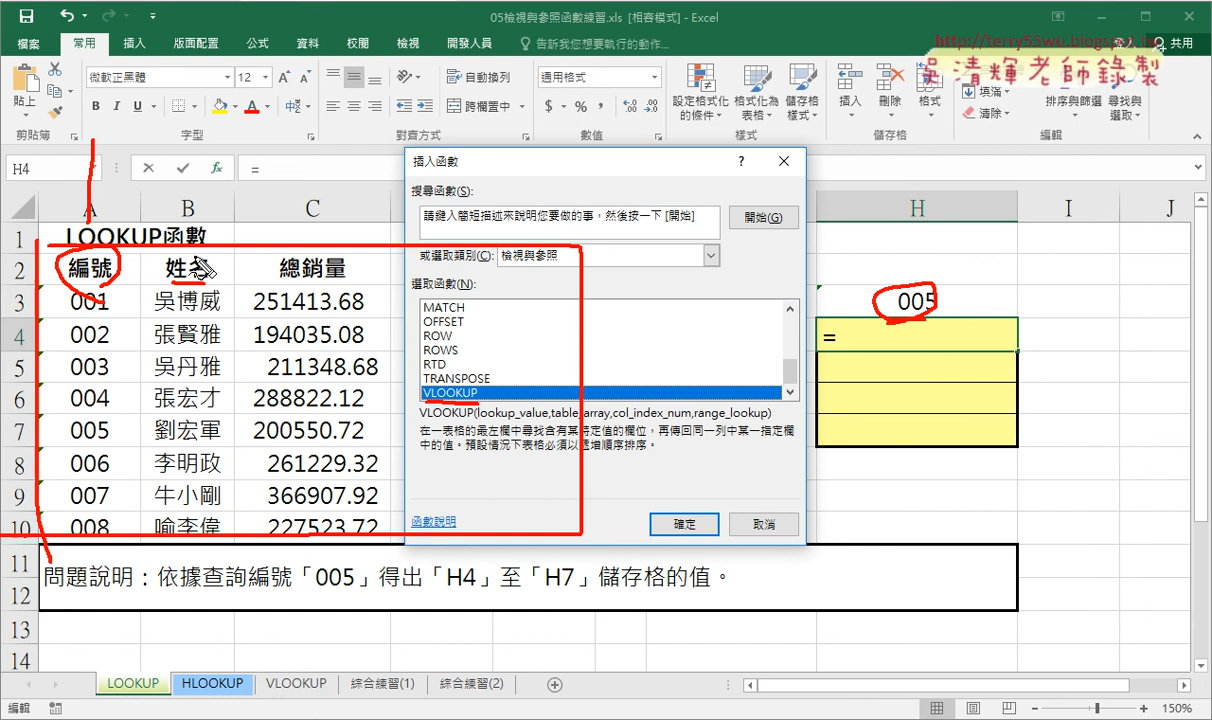 05檢視與參照函數練習.xls [相容模式] - Excel
檔案 常用 插入 版面配置 公式 資料 校閱 檢視 開發人員 告訴我您想要執行的動作... 登入 共用
http://terry55wu.blogspot.tw
吳清輝老師錄製
貼上 微軟正黑體 12 自動換列 通用格式 設定格式化的條件 格式化為表格 儲存格樣式 插入 刪除 格式 填滿 排序與篩選 尋找與選取
B I U 跨欄置中 $ % , 清除
剪貼簿 字型 對齊方式 數值 樣式 儲存格 編輯
H4 fx =
A B C H I J
1 LOOKUP函數
2 編號 姓名 總銷量
3 001 吳博威 251413.68 005
4 002 張賢雅 194035.08 =
5 003 吳丹雅 211348.68
6 004 張宏才 288822.12
7 005 劉宏軍 200550.72
8 006 李明政 261229.32
9 007 牛小剛 366907.92
10 008 喻李偉 227523.72
11
問題說明：依據查詢編號「005」得出「H4」至「H7」儲存格的值。
12
13
14
插入函數 ?
搜尋函數(S):
請鍵入簡短描述來說明您要做的事，然後按一下 [開始]
開始(G)
或選取類別(C): 檢視與參照
選取函數(N):
MATCH
OFFSET
ROW
ROWS
RTD
TRANSPOSE
VLOOKUP
VLOOKUP(lookup_value,table_array,col_index_num,range_lookup)
在一表格的最左欄中尋找含有某特定值的欄位，再傳回同一列中某一指定欄
中的值。預設情況下表格必須以遞增順序排序。
函數說明 確定 取消
LOOKUP HLOOKUP VLOOKUP 綜合練習(1) 綜合練習(2)
編輯 150%